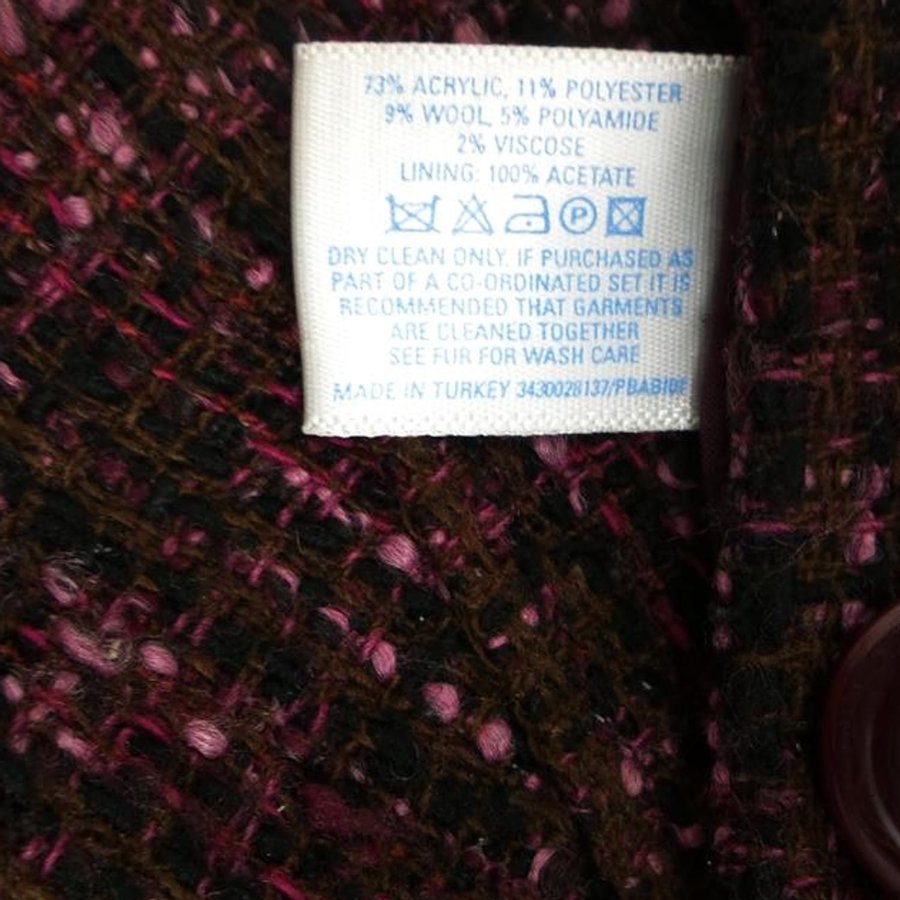 73% ACRYLIC, 11% POLYESTER
9% WOOL, 5% POLYAMIDE
2% VISCOSE
LINING: 100% ACETATE
P
DRY CLEAN ONLY. IF PURCHASED AS
PART OF A CO-ORDINATED SET IT IS
RECOMMENDED THAT GARMENTS
ARE CLEANED TOGETHER
SEE FUR FOR WASH CARE
MADE IN TURKEY